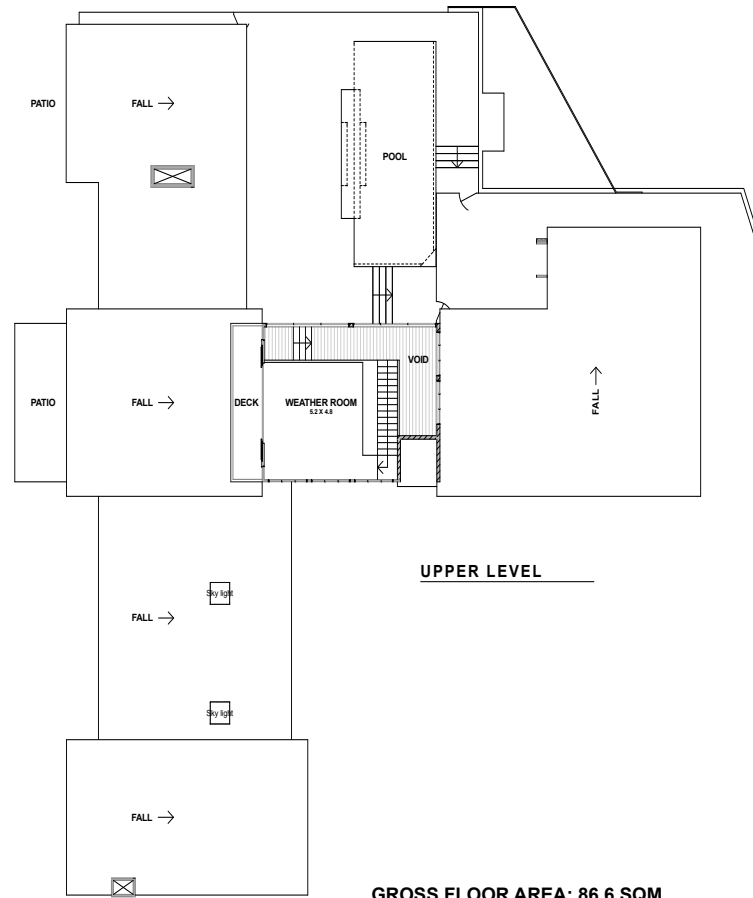 PATIO
FALL
POOL
PATIO
FALL
DECK
WEATHER ROOM
5.2 X 4.8
VOID
FALL
UPPER LEVEL
Sky light
FALL
Sky light
FALL
GROSS FLOOR AREA: 86.6 SQM